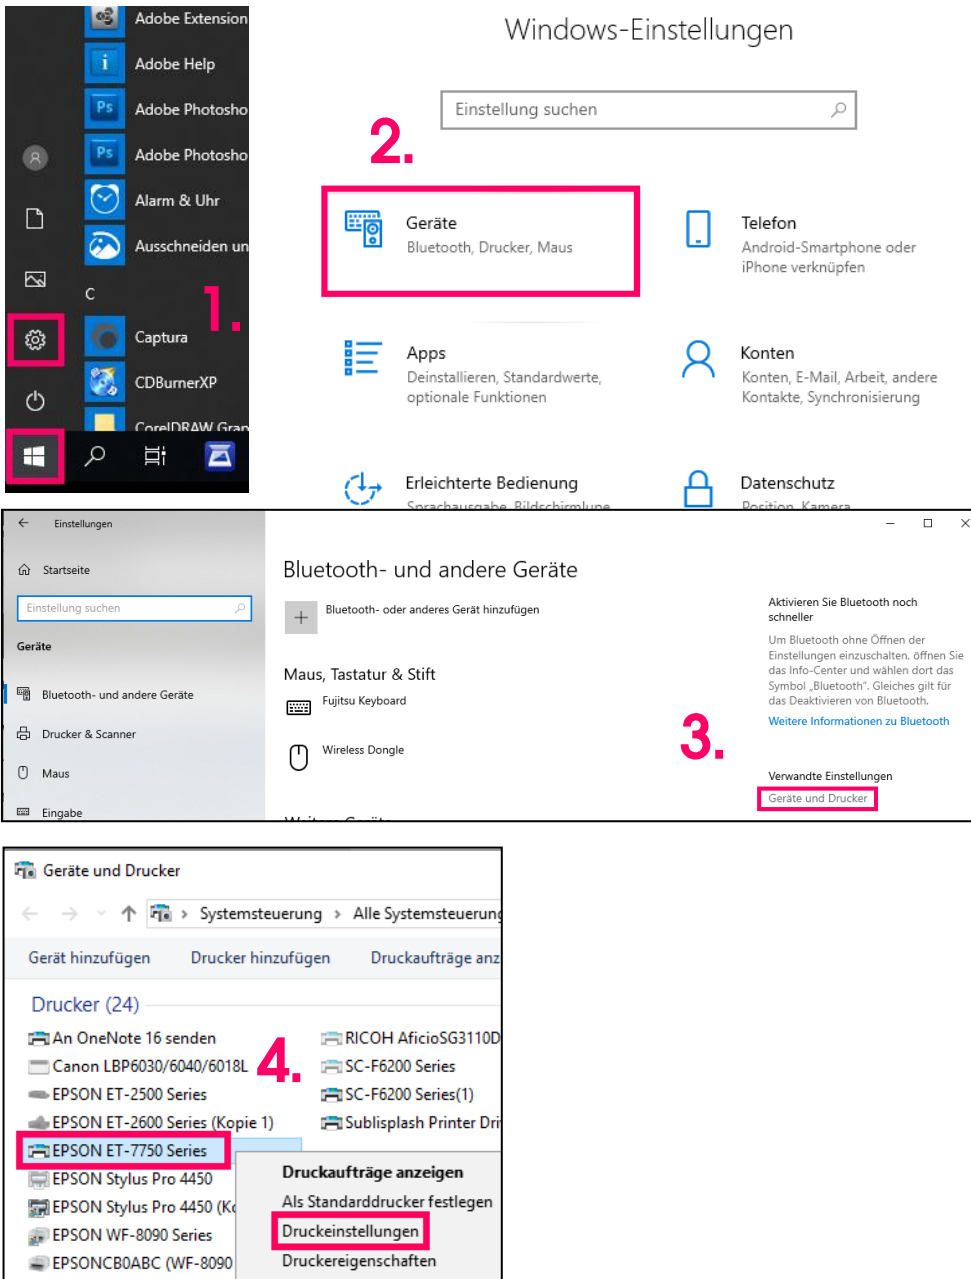 Adobe Extension
Adobe Help
Adobe Photosho
Adobe Photosho
Alarm & Uhr
Ausschneiden un
C
1.
Captura
CDBurnerXP
CorelDRAW Grap
Windows-Einstellungen
Einstellung suchen
2.
Geräte
Bluetooth, Drucker, Maus
Telefon
Android-Smartphone oder
iPhone verknüpfen
Apps
Deinstallieren, Standardwerte,
optionale Funktionen
Konten
Konten, E-Mail, Arbeit, andere
Kontakte, Synchronisierung
Erleichterte Bedienung
Sprachausgabe, Bildschirmlupe
Datenschutz
Position, Kamera
Einstellungen
Startseite
Einstellung suchen
Geräte
Bluetooth- und andere Geräte
Drucker & Scanner
Maus
Eingabe
Bluetooth- und andere Geräte
Bluetooth- oder anderes Gerät hinzufügen
Maus, Tastatur & Stift
Fujitsu Keyboard
Wireless Dongle
Weitere Geräte
3.
Aktivieren Sie Bluetooth noch
schneller
Um Bluetooth ohne Öffnen der
Einstellungen einzuschalten, öffnen Sie
das Info-Center und wählen dort das
Symbol „Bluetooth“. Gleiches gilt für
das Deaktivieren von Bluetooth.
Weitere Informationen zu Bluetooth
Verwandte Einstellungen
Geräte und Drucker
Geräte und Drucker
Systemsteuerung > Alle Systemsteuerung
Gerät hinzufügen Drucker hinzufügen Druckaufträge anz
Drucker (24)
4.
An OneNote 16 senden
Canon LBP6030/6040/6018L
EPSON ET-2500 Series
EPSON ET-2600 Series (Kopie 1)
EPSON ET-7750 Series
EPSON Stylus Pro 4450
EPSON Stylus Pro 4450 (Ko
EPSON WF-8090 Series
EPSONCB0ABC (WF-8090
RICOH AficioSG3110D
SC-F6200 Series
SC-F6200 Series(1)
Sublisplash Printer Dri
Druckaufträge anzeigen
Als Standarddrucker festlegen
Druckeinstellungen
Druckereigenschaften